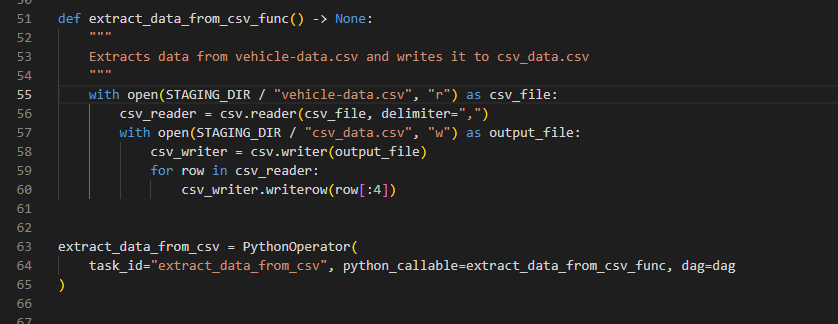 51 def extract_data_from_csv_func() -> None:
52     """
53     Extracts data from vehicle-data.csv and writes it to csv_data.csv
54     """
55     with open(STAGING_DIR / "vehicle-data.csv", "r") as csv_file:
56         csv_reader = csv.reader(csv_file, delimiter=",")
57         with open(STAGING_DIR / "csv_data.csv", "w") as output_file:
58             csv_writer = csv.writer(output_file)
59             for row in csv_reader:
60                 csv_writer.writerow(row[:4])
61
62
63 extract_data_from_csv = PythonOperator(
64     task_id="extract_data_from_csv", python_callable=extract_data_from_csv_func, dag=dag
65 )
66